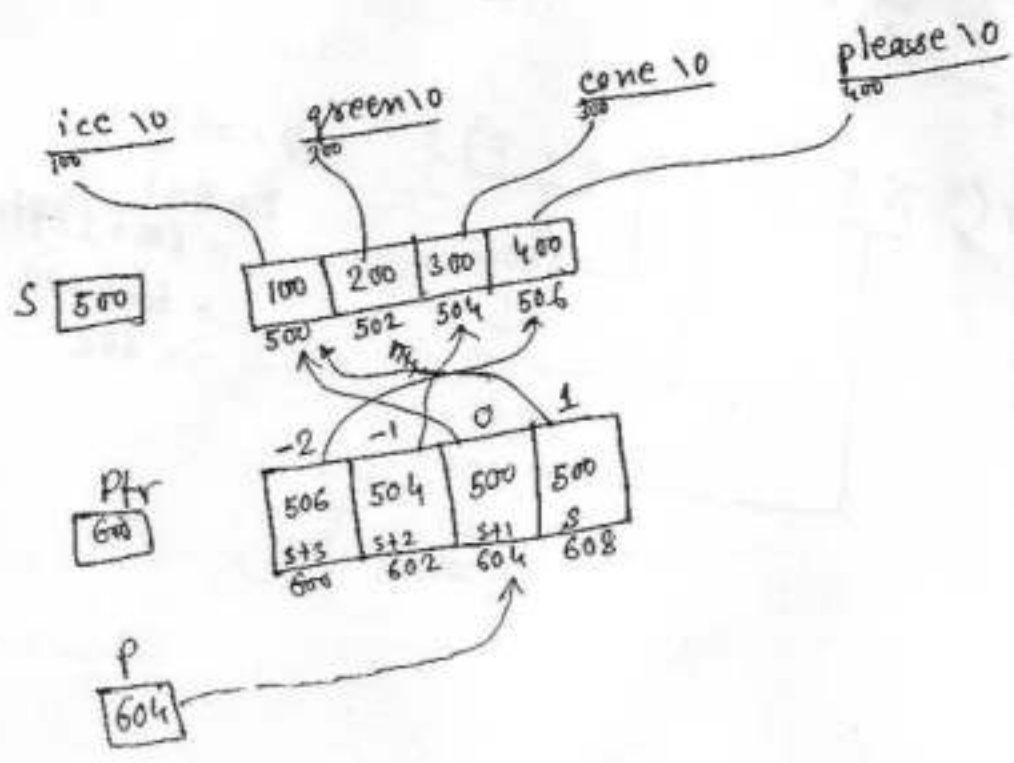 please \0
400
cone \0
300
green\0
200
ice \0
100
S 500
100 200 300 400
500 502 504 506
-2 -1 0 1
Ptr
600
506 504 500 500
s+3 s+2 s+1 s
600 602 604 608
P
604